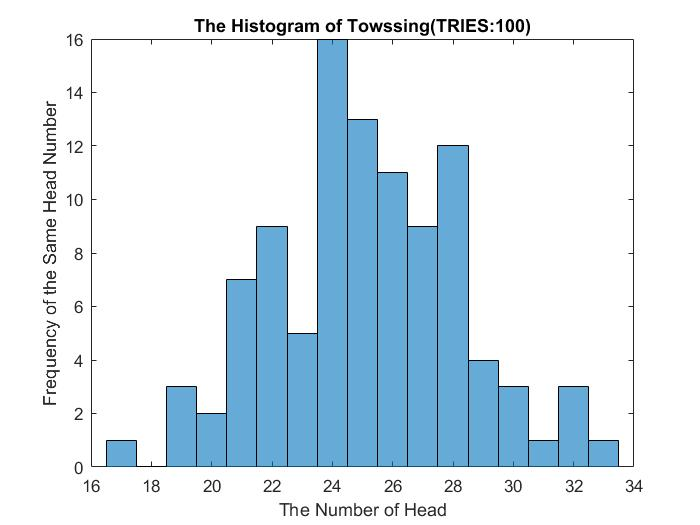 The Histogram of Towssing(TRIES:100)
Frequency of the Same Head Number
16
14
12
10
8
6
4
2
0
16 18 20 22 24 26 28 30 32 34
The Number of Head